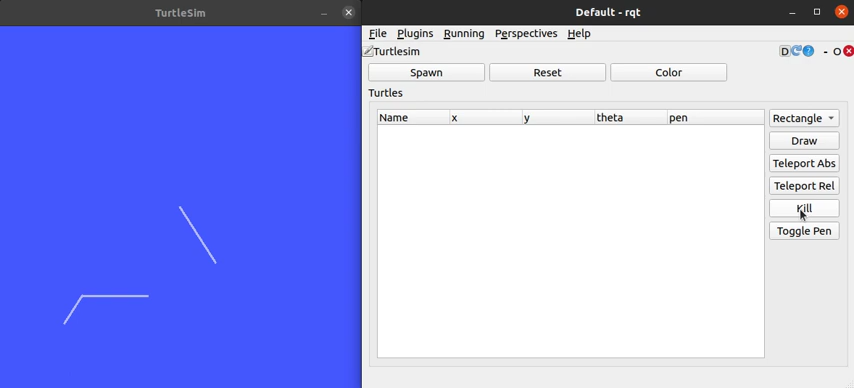 TurtleSim
Default - rqt
File Plugins Running Perspectives Help
Turtlesim
D
?
- O
Spawn Reset Color
Turtles
Name x y theta pen
Rectangle
Draw
Teleport Abs
Teleport Rel
Kill
Toggle Pen